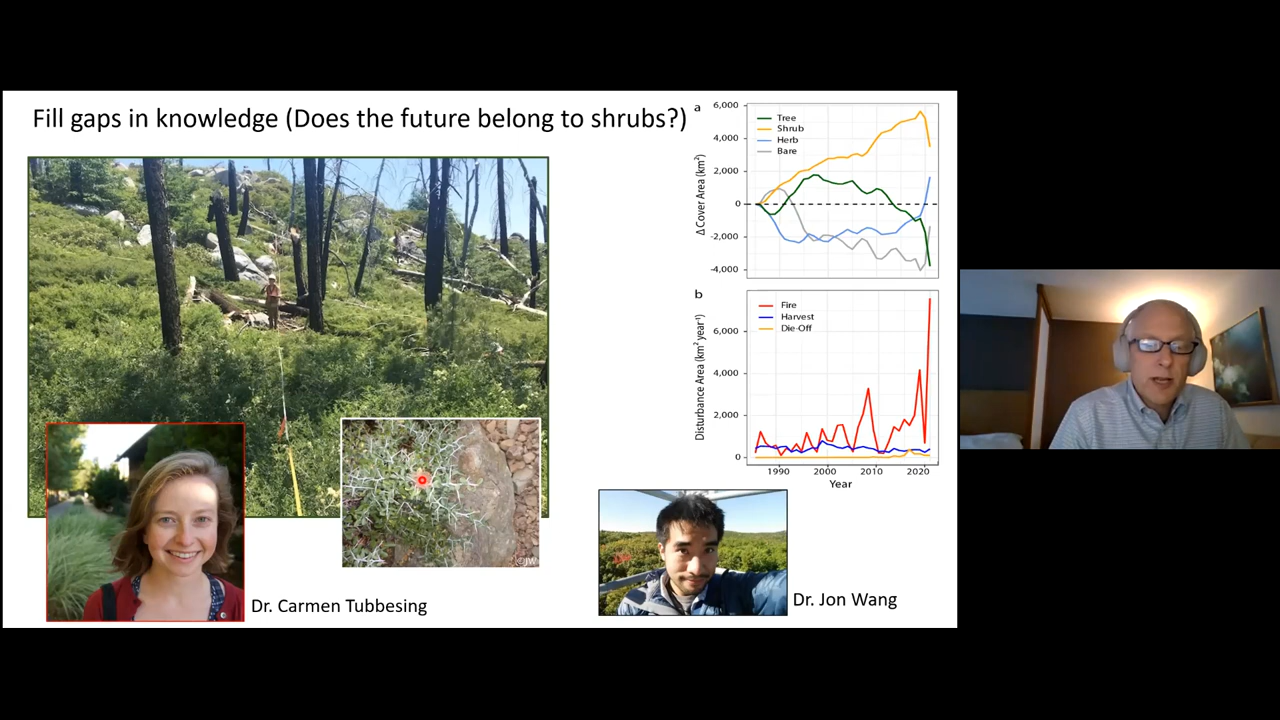 Fill gaps in knowledge (Does the future belong to shrubs?)
a
6,000
4,000
2,000
0
-2,000
-4,000
Δ Cover Area (km²)
Tree
Shrub
Herb
Bare
b
6,000
4,000
2,000
0
Disturbance Area (km² year⁻¹)
Fire
Harvest
Die-Off
1990
2000
2010
2020
Year
©jw
Dr. Carmen Tubbesing
Dr. Jon Wang